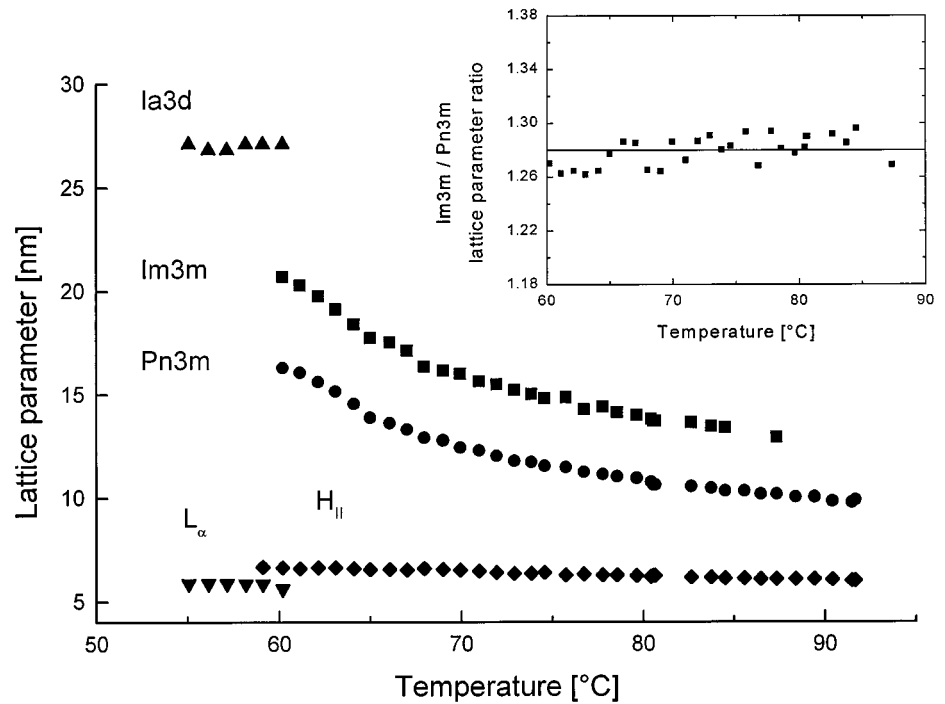 30
25
20
15
10
5
50
60
70
80
90
Lattice parameter [nm]
Temperature [°C]
Ia3d
Im3m
Pn3m
Lα
HII
1.38
1.34
1.30
1.26
1.22
1.18
60
70
80
90
Im3m / Pn3m
lattice parameter ratio
Temperature [°C]